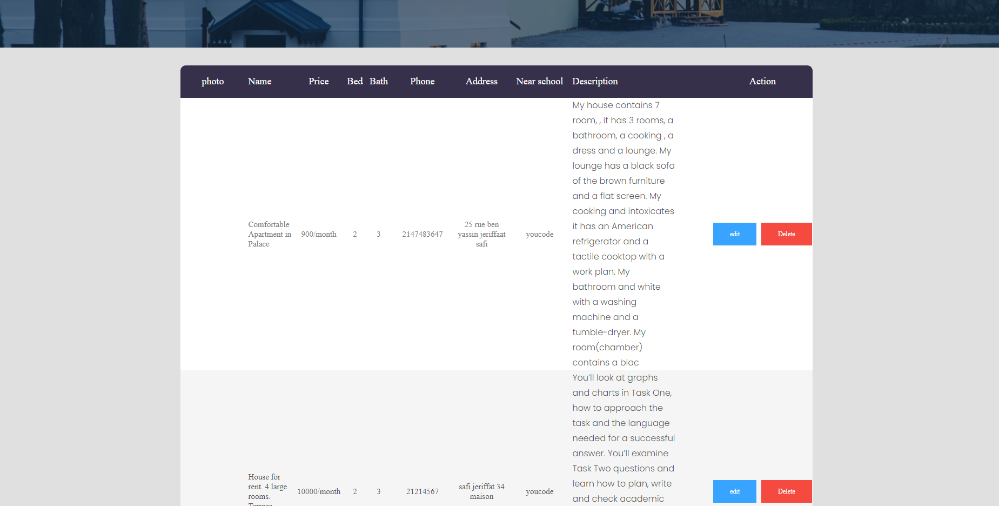 photo Name Price Bed Bath Phone Address Near school Description Action
Comfortable
Apartment in
Palace
900/month
2
3
2147483647
25 rue ben
yassin jeriffaat
safi
youcode
My house contains 7
room, , it has 3 rooms, a
bathroom, a cooking , a
dress and a lounge. My
lounge has a black sofa
of the brown furniture
and a flat screen. My
cooking and intoxicates
it has an American
refrigerator and a
tactile cooktop with a
work plan. My
bathroom and white
with a washing
machine and a
tumble-dryer. My
room(chamber)
contains a blac
edit
Delete
House for
rent. 4 large
rooms.
Terrace
10000/month
2
3
21214567
safi jeriffat 34
maison
youcode
You’ll look at graphs
and charts in Task One,
how to approach the
task and the language
needed for a successful
answer. You’ll examine
Task Two questions and
learn how to plan, write
and check academic
edit
Delete